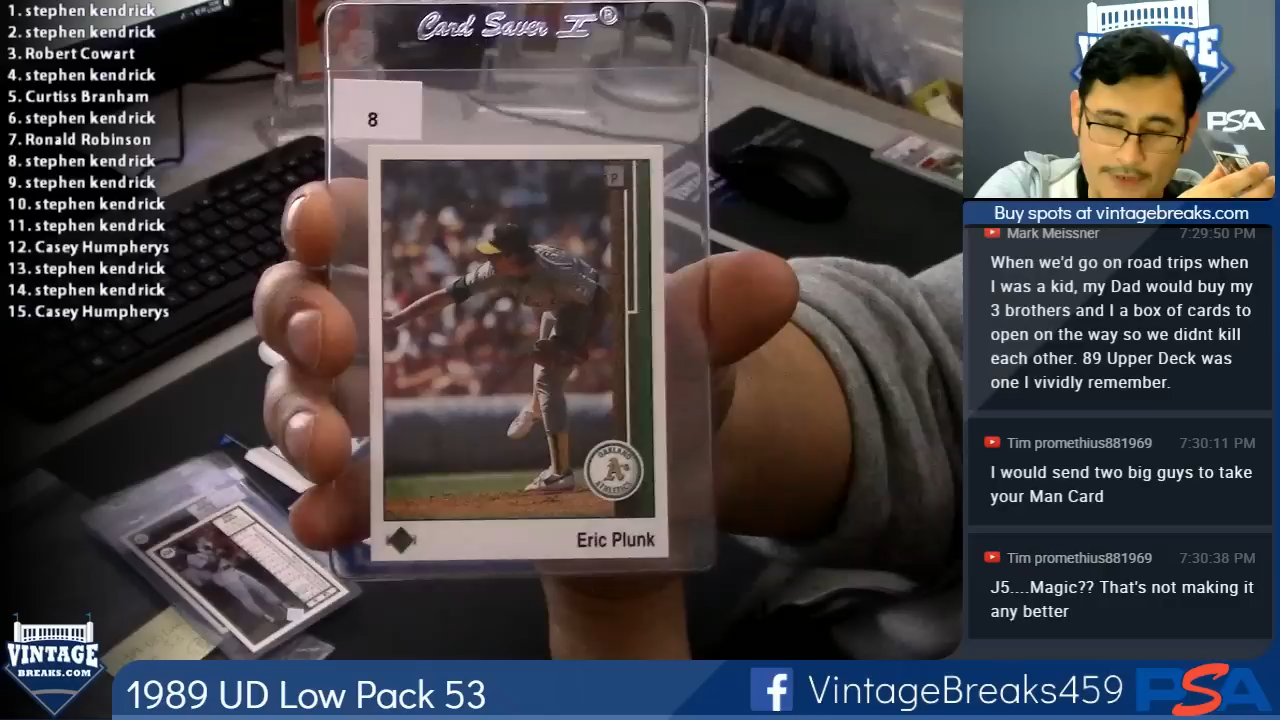 1. stephen kendrick
2. stephen kendrick
3. Robert Cowart
4. stephen kendrick
5. Curtiss Branham
6. stephen kendrick
7. Ronald Robinson
8. stephen kendrick
9. stephen kendrick
10. stephen kendrick
11. stephen kendrick
12. Casey Humpherys
13. stephen kendrick
14. stephen kendrick
15. Casey Humpherys
Card Saver II®
8
P
OAKLAND
A's
ATHLETICS
Eric Plunk
VINTAGE
PSA
Buy spots at vintagebreaks.com
Mark Meissner 7:29:50 PM
When we'd go on road trips when
I was a kid, my Dad would buy my
3 brothers and I a box of cards to
open on the way so we didnt kill
each other. 89 Upper Deck was
one I vividly remember.
Tim promethius881969 7:30:11 PM
I would send two big guys to take
your Man Card
Tim promethius881969 7:30:38 PM
J5....Magic?? That's not making it
any better
VINTAGE
BREAKS.COM
1989 UD Low Pack 53
f VintageBreaks459
PSA